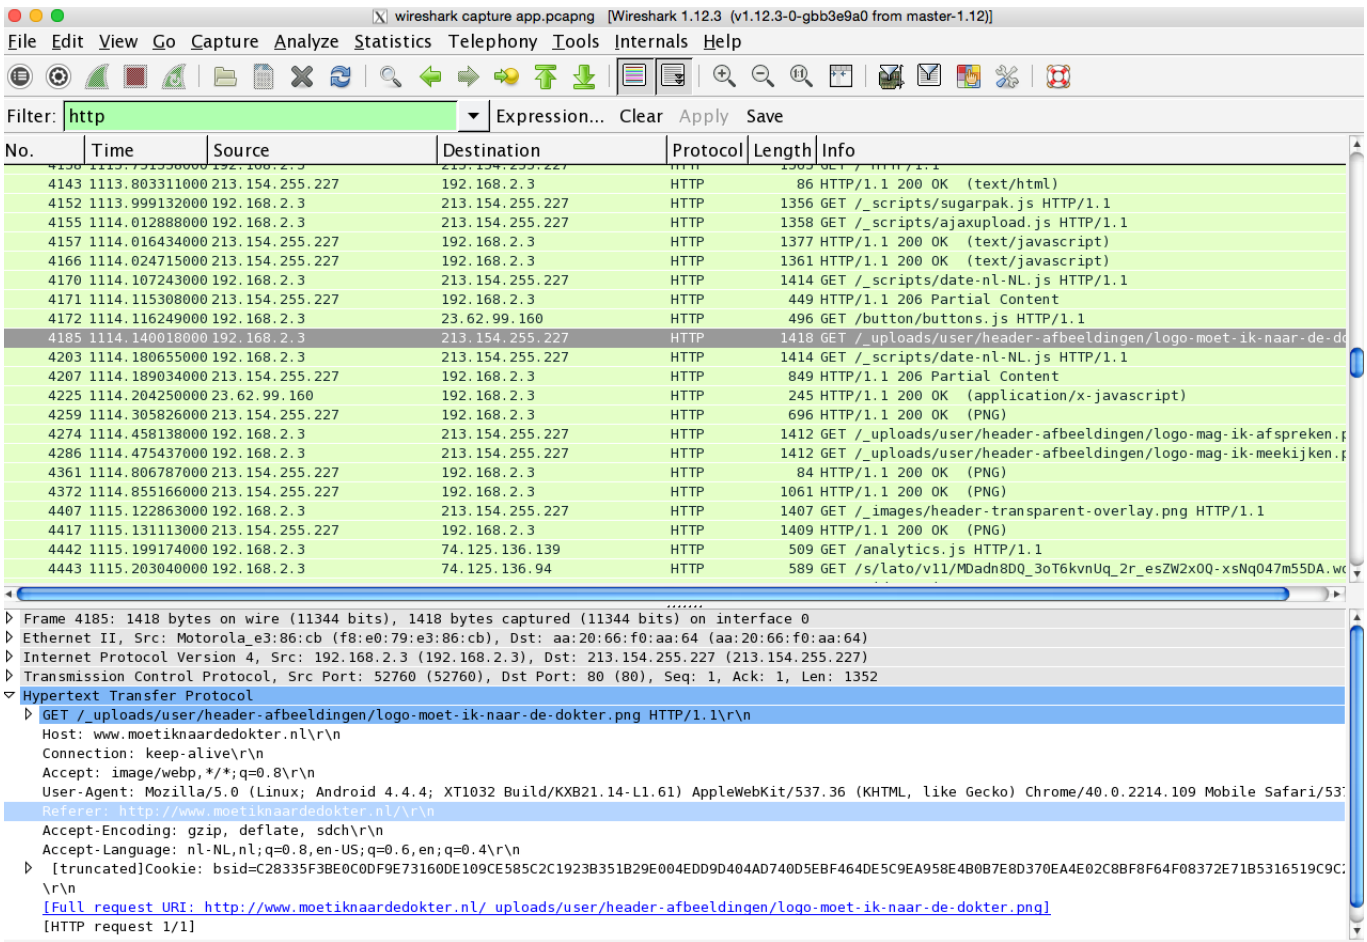 wireshark capture app.pcapng [Wireshark 1.12.3 (v1.12.3-0-gbb3e9a0 from master-1.12)]
File Edit View Go Capture Analyze Statistics Telephony Tools Internals Help
Filter: http Expression... Clear Apply Save
No. Time Source Destination Protocol Length Info
4143 1113.803311000 213.154.255.227 192.168.2.3 HTTP 86 HTTP/1.1 200 OK (text/html)
4152 1113.999132000 192.168.2.3 213.154.255.227 HTTP 1356 GET /_scripts/sugarpak.js HTTP/1.1
4155 1114.012888000 192.168.2.3 213.154.255.227 HTTP 1358 GET /_scripts/ajaxupload.js HTTP/1.1
4157 1114.016434000 213.154.255.227 192.168.2.3 HTTP 1377 HTTP/1.1 200 OK (text/javascript)
4166 1114.024715000 213.154.255.227 192.168.2.3 HTTP 1361 HTTP/1.1 200 OK (text/javascript)
4170 1114.107243000 192.168.2.3 213.154.255.227 HTTP 1414 GET /_scripts/date-nl-NL.js HTTP/1.1
4171 1114.115308000 213.154.255.227 192.168.2.3 HTTP 449 HTTP/1.1 206 Partial Content
4172 1114.116249000 192.168.2.3 23.62.99.160 HTTP 496 GET /button/buttons.js HTTP/1.1
4185 1114.140018000 192.168.2.3 213.154.255.227 HTTP 1418 GET /_uploads/user/header-afbeeldingen/logo-moet-ik-naar-de-do
4203 1114.180655000 192.168.2.3 213.154.255.227 HTTP 1414 GET /_scripts/date-nl-NL.js HTTP/1.1
4207 1114.189034000 213.154.255.227 192.168.2.3 HTTP 849 HTTP/1.1 206 Partial Content
4225 1114.204250000 23.62.99.160 192.168.2.3 HTTP 245 HTTP/1.1 200 OK (application/x-javascript)
4259 1114.305826000 213.154.255.227 192.168.2.3 HTTP 696 HTTP/1.1 200 OK (PNG)
4274 1114.458138000 192.168.2.3 213.154.255.227 HTTP 1412 GET /_uploads/user/header-afbeeldingen/logo-mag-ik-afspreken.p
4286 1114.475437000 192.168.2.3 213.154.255.227 HTTP 1412 GET /_uploads/user/header-afbeeldingen/logo-mag-ik-meekijken.p
4361 1114.806787000 213.154.255.227 192.168.2.3 HTTP 84 HTTP/1.1 200 OK (PNG)
4372 1114.855166000 213.154.255.227 192.168.2.3 HTTP 1061 HTTP/1.1 200 OK (PNG)
4407 1115.122863000 192.168.2.3 213.154.255.227 HTTP 1407 GET /_images/header-transparent-overlay.png HTTP/1.1
4417 1115.131113000 213.154.255.227 192.168.2.3 HTTP 1409 HTTP/1.1 200 OK (PNG)
4442 1115.199174000 192.168.2.3 74.125.136.139 HTTP 509 GET /analytics.js HTTP/1.1
4443 1115.203040000 192.168.2.3 74.125.136.94 HTTP 589 GET /s/lato/v11/MDadn8DQ_3oT6kvnUq_2r_esZW2xOQ-xsNqO47m55DA.wo
Frame 4185: 1418 bytes on wire (11344 bits), 1418 bytes captured (11344 bits) on interface 0
Ethernet II, Src: Motorola_e3:86:cb (f8:e0:79:e3:86:cb), Dst: aa:20:66:f0:aa:64 (aa:20:66:f0:aa:64)
Internet Protocol Version 4, Src: 192.168.2.3 (192.168.2.3), Dst: 213.154.255.227 (213.154.255.227)
Transmission Control Protocol, Src Port: 52760 (52760), Dst Port: 80 (80), Seq: 1, Ack: 1, Len: 1352
Hypertext Transfer Protocol
GET /_uploads/user/header-afbeeldingen/logo-moet-ik-naar-de-dokter.png HTTP/1.1\r\n
Host: www.moetiknaardedokter.nl\r\n
Connection: keep-alive\r\n
Accept: image/webp,*/*;q=0.8\r\n
User-Agent: Mozilla/5.0 (Linux; Android 4.4.4; XT1032 Build/KXB21.14-L1.61) AppleWebKit/537.36 (KHTML, like Gecko) Chrome/40.0.2214.109 Mobile Safari/537
Referer: http://www.moetiknaardedokter.nl/\r\n
Accept-Encoding: gzip, deflate, sdch\r\n
Accept-Language: nl-NL,nl;q=0.8,en-US;q=0.6,en;q=0.4\r\n
[truncated]Cookie: bsid=C28335F3BE0C0DF9E73160DE109CE585C2C1923B351B29E004EDD9D404AD740D5EBF464DE5C9EA958E4B0B7E8D370EA4E02C8BF8F64F08372E71B5316519C9C2
\r\n
[Full request URI: http://www.moetiknaardedokter.nl/_uploads/user/header-afbeeldingen/logo-moet-ik-naar-de-dokter.png]
[HTTP request 1/1]